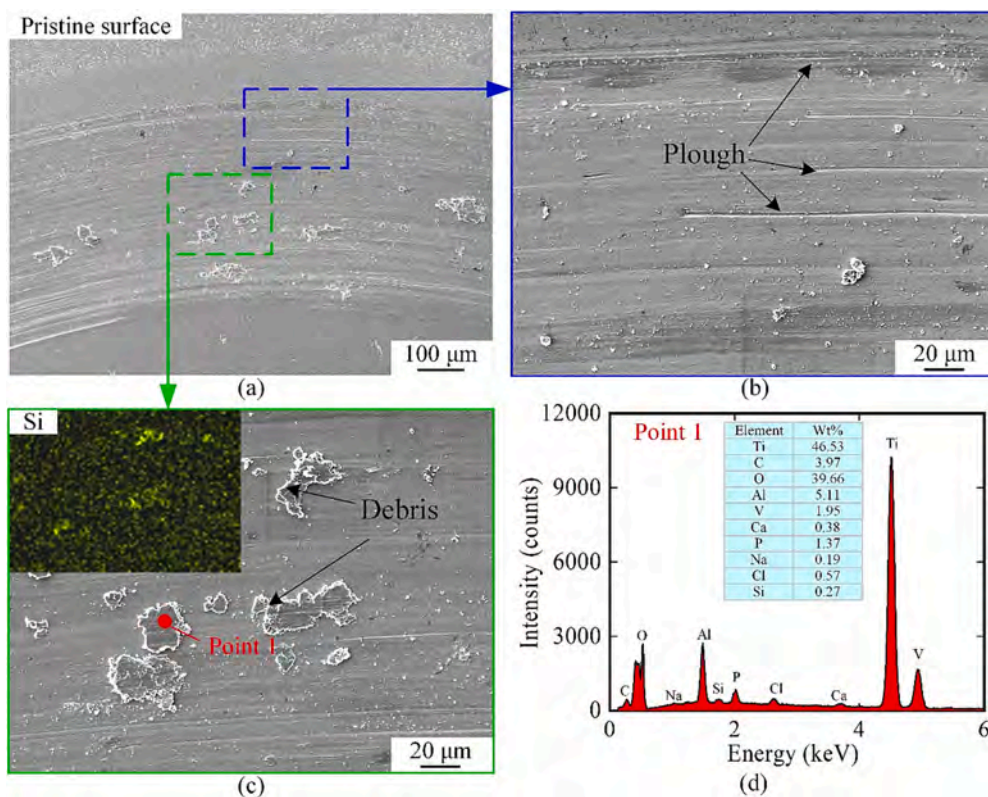 Pristine surface
100 μm
(a)
Plough
20 μm
(b)
Si
Debris
Point 1
20 μm
(c)
12000
9000
6000
3000
0
Intensity (counts)
Point 1
Element Wt%
Ti 46.53
C 3.97
O 39.66
Al 5.11
V 1.95
Ca 0.38
P 1.37
Na 0.19
Cl 0.57
Si 0.27
Ti
O
Al
V
C
Na
Si
P
Cl
Ca
0 2 4 6
Energy (keV)
(d)